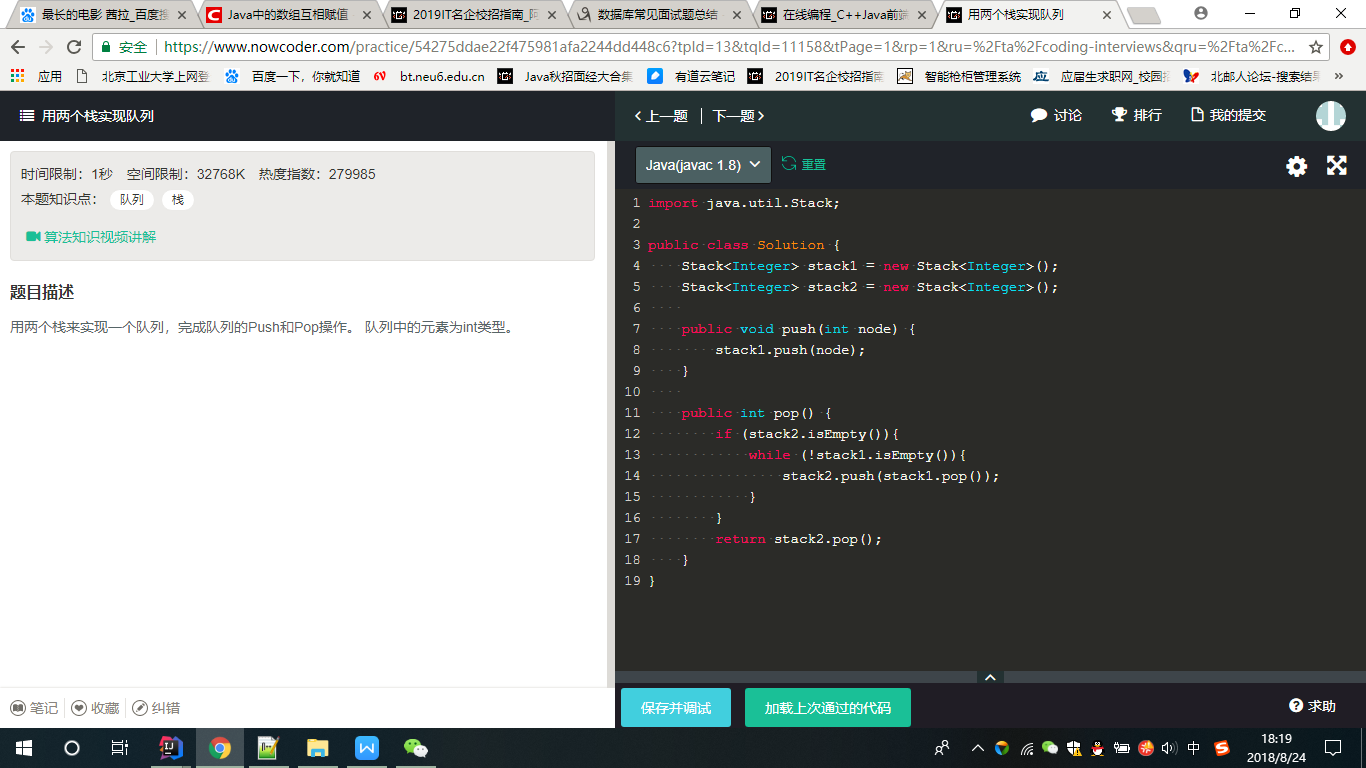 最长的电影 茜拉_百度搜
Java中的数组互相赋值
2019IT名企校招指南_阿
数据库常见面试题总结
在线编程_C++Java前端
用两个栈实现队列
安全 https://www.nowcoder.com/practice/54275ddae22f475981afa2244dd448c6?tpId=13&tqId=11158&tPage=1&rp=1&ru=%2Fta%2Fcoding-interviews&qru=%2Fta%2Fc...
应用 北京工业大学上网登 百度一下，你就知道 6V bt.neu6.edu.cn Java秋招面经大合集 有道云笔记 2019IT名企校招指南 智能枪柜管理系统 应届生求职网_校园招 北邮人论坛-搜索结果 »
用两个栈实现队列
上一题 | 下一题
讨论 排行 我的提交
时间限制：1秒 空间限制：32768K 热度指数：279985
本题知识点： 队列 栈
算法知识视频讲解
题目描述
用两个栈来实现一个队列，完成队列的Push和Pop操作。 队列中的元素为int类型。
Java(javac 1.8) 重置
1 import java.util.Stack;
2
3 public class Solution {
4 Stack<Integer> stack1 = new Stack<Integer>();
5 Stack<Integer> stack2 = new Stack<Integer>();
6
7 public void push(int node) {
8 stack1.push(node);
9 }
10
11 public int pop() {
12 if (stack2.isEmpty()){
13 while (!stack1.isEmpty()){
14 stack2.push(stack1.pop());
15 }
16 }
17 return stack2.pop();
18 }
19 }
笔记 收藏 纠错
保存并调试 加载上次通过的代码
求助
中
18:19
2018/8/24